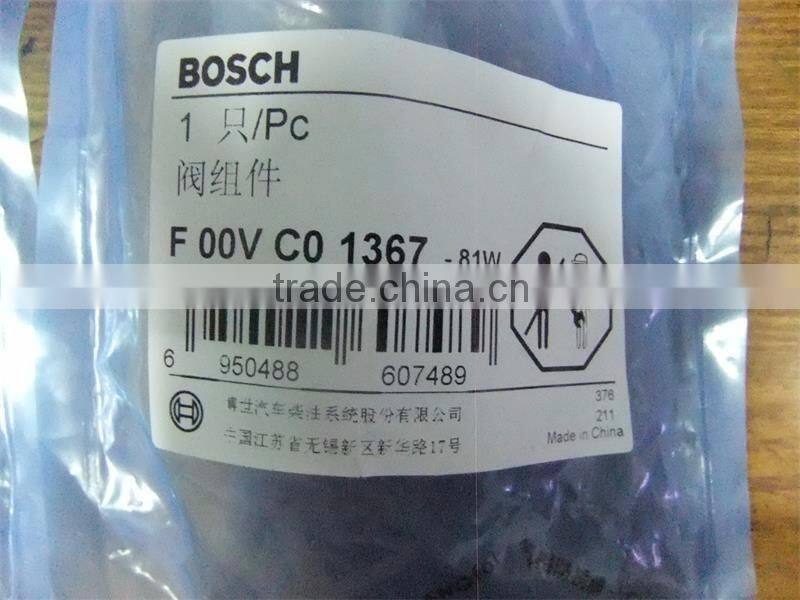 BOSCH
1 只/Pc
阀组件
F 00V C0 1367 - 81W
trade.china.cn
6 950488 607489
博世汽车柴油系统股份有限公司
中国江苏省无锡新区新华路17号
376
211
Made in China